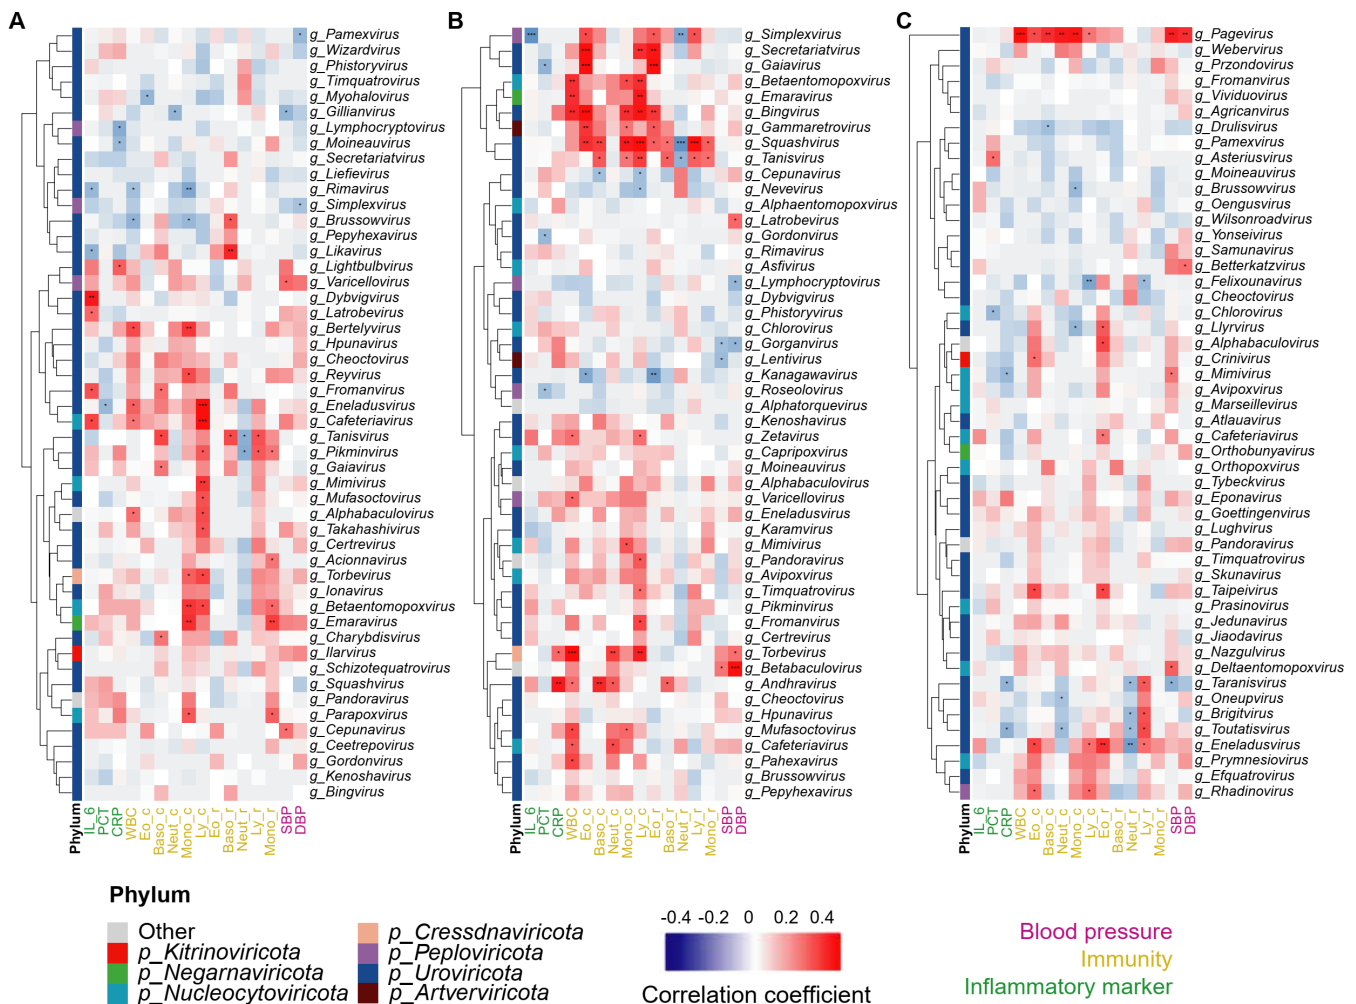 A
g_Pamexvirus
g_Wizardvirus
g_Phistoryvirus
g_Timquatrovirus
g_Myohalovirus
g_Gillianvirus
g_Lymphocryptovirus
g_Moineauvirus
g_Secretariatvirus
g_Liefievirus
g_Rimavirus
g_Simplexvirus
g_Brussowvirus
g_Pepyhexavirus
g_Likavirus
g_Lightbulbvirus
g_Varicellovirus
g_Dybvigvirus
g_Latrobevirus
g_Bertelyvirus
g_Hpunavirus
g_Cheoctovirus
g_Reyvirus
g_Fromanvirus
g_Eneladusvirus
g_Cafeteriavirus
g_Tanisvirus
g_Pikminvirus
g_Gaiavirus
g_Mimivirus
g_Mufasoctovirus
g_Alphabaculovirus
g_Takahashivirus
g_Certrevirus
g_Acionnavirus
g_Torbevirus
g_Ionavirus
g_Betaentomopoxvirus
g_Emaravirus
g_Charybdisvirus
g_Ilarvirus
g_Schizotequatrovirus
g_Squashvirus
g_Pandoravirus
g_Parapoxvirus
g_Cepunavirus
g_Ceetrepovirus
g_Gordonvirus
g_Kenoshavirus
g_Bingvirus
Phylum
IL_6
PCT
CRP
WBC
Eo_c
Baso_c
Neut_c
Mono_c
Ly_c
Eo_r
Baso_r
Neut_r
Ly_r
Mono_r
SBP
DBP
B
g_Simplexvirus
g_Secretariatvirus
g_Gaiavirus
g_Betaentomopoxvirus
g_Emaravirus
g_Bingvirus
g_Gammaretrovirus
g_Squashvirus
g_Tanisvirus
g_Cepunavirus
g_Nevevirus
g_Alphaentomopoxvirus
g_Latrobevirus
g_Gordonvirus
g_Rimavirus
g_Asfivirus
g_Lymphocryptovirus
g_Dybvigvirus
g_Phistoryvirus
g_Chlorovirus
g_Gorganvirus
g_Lentivirus
g_Kanagawavirus
g_Roseolovirus
g_Alphatorquevirus
g_Kenoshavirus
g_Zetavirus
g_Capripoxvirus
g_Moineauvirus
g_Alphabaculovirus
g_Varicellovirus
g_Eneladusvirus
g_Karamvirus
g_Mimivirus
g_Pandoravirus
g_Avipoxvirus
g_Timquatrovirus
g_Pikminvirus
g_Fromanvirus
g_Certrevirus
g_Torbevirus
g_Betabaculovirus
g_Andhravirus
g_Cheoctovirus
g_Hpunavirus
g_Mufasoctovirus
g_Cafeteriavirus
g_Pahexavirus
g_Brussowvirus
g_Pepyhexavirus
Phylum
IL_6
PCT
CRP
WBC
Eo_c
Baso_c
Neut_c
Mono_c
Ly_c
Eo_r
Baso_r
Neut_r
Ly_r
Mono_r
SBP
DBP
C
g_Pagevirus
g_Webervirus
g_Przondovirus
g_Fromanvirus
g_Vividuovirus
g_Agricanvirus
g_Drulisvirus
g_Pamexvirus
g_Asteriusvirus
g_Moineauvirus
g_Brussowvirus
g_Oengusvirus
g_Wilsonroadvirus
g_Yonseivirus
g_Samunavirus
g_Betterkatzvirus
g_Felixounavirus
g_Cheoctovirus
g_Chlorovirus
g_Llyrvirus
g_Alphabaculovirus
g_Crinivirus
g_Mimivirus
g_Avipoxvirus
g_Marseillevirus
g_Atlauavirus
g_Cafeteriavirus
g_Orthobunyavirus
g_Orthopoxvirus
g_Tybeckvirus
g_Eponavirus
g_Goettingenvirus
g_Lughvirus
g_Pandoravirus
g_Timquatrovirus
g_Skunavirus
g_Taipeivirus
g_Prasinovirus
g_Jedunavirus
g_Jiaodavirus
g_Nazgulvirus
g_Deltaentomopoxvirus
g_Taranisvirus
g_Oneupvirus
g_Brigitvirus
g_Toutatisvirus
g_Eneladusvirus
g_Prymnesiovirus
g_Efquatrovirus
g_Rhadinovirus
Phylum
IL_6
PCT
CRP
WBC
Eo_c
Baso_c
Neut_c
Mono_c
Ly_c
Eo_r
Baso_r
Neut_r
Ly_r
Mono_r
SBP
DBP
Phylum
Other
p_Kitrinoviricota
p_Negarnaviricota
p_Nucleocytoviricota
p_Cressdnaviricota
p_Peploviricota
p_Uroviricota
p_Artverviricota
-0.4 -0.2 0 0.2 0.4
Correlation coefficient
Blood pressure
Immunity
Inflammatory marker